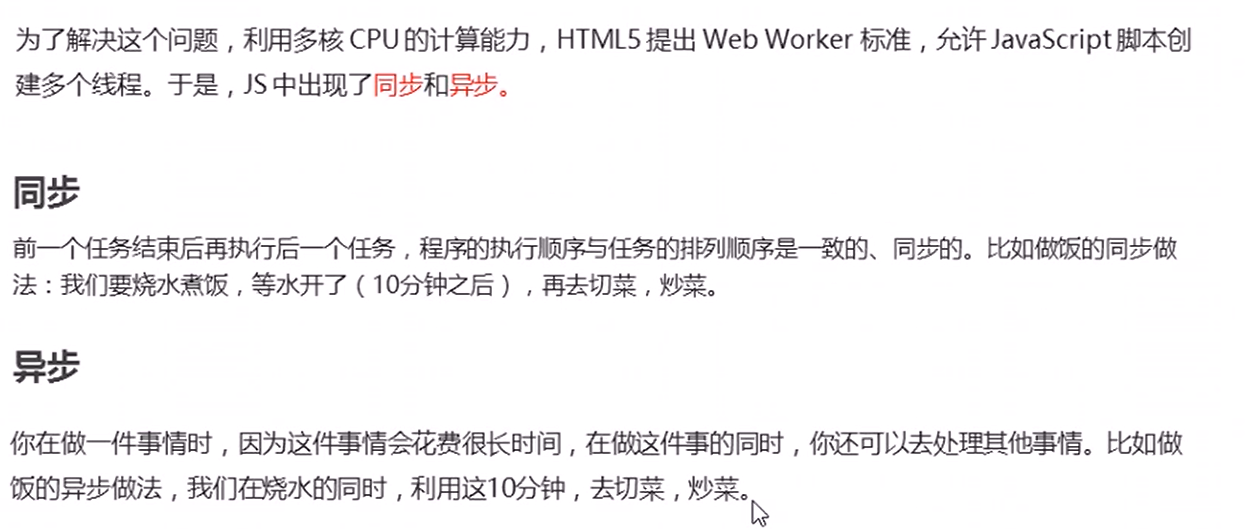 为了解决这个问题，利用多核 CPU 的计算能力，HTML5 提出 Web Worker 标准，允许 JavaScript 脚本创
建多个线程。于是，JS 中出现了同步和异步。
同步
前一个任务结束后再执行后一个任务，程序的执行顺序与任务的排列顺序是一致的、同步的。比如做饭的同步做
法：我们要烧水煮饭，等水开了（10分钟之后），再去切菜，炒菜。
异步
你在做一件事情时，因为这件事情会花费很长时间，在做这件事的同时，你还可以去处理其他事情。比如做
饭的异步做法，我们在烧水的同时，利用这10分钟，去切菜，炒菜。